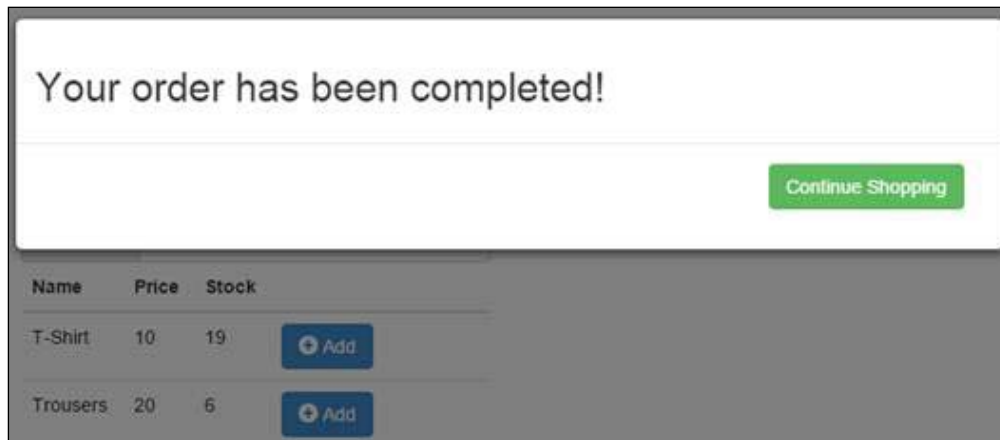 Your order has been completed!
Continue Shopping
Name Price Stock
T-Shirt 10 19 Add
Trousers 20 6 Add